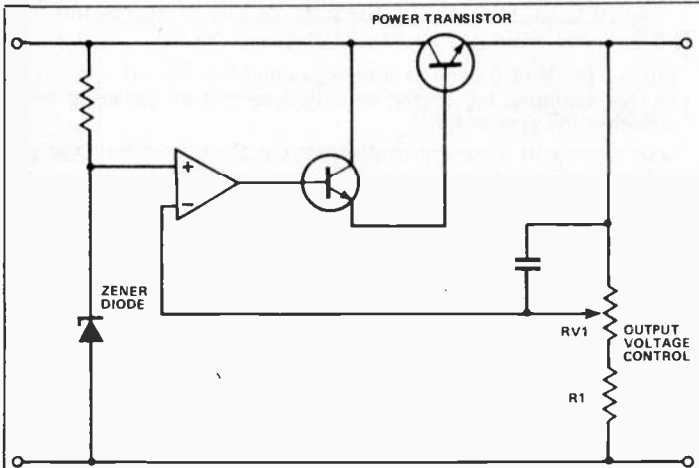 POWER TRANSISTOR
+
−
ZENER
DIODE
RV1
OUTPUT
VOLTAGE
CONTROL
R1